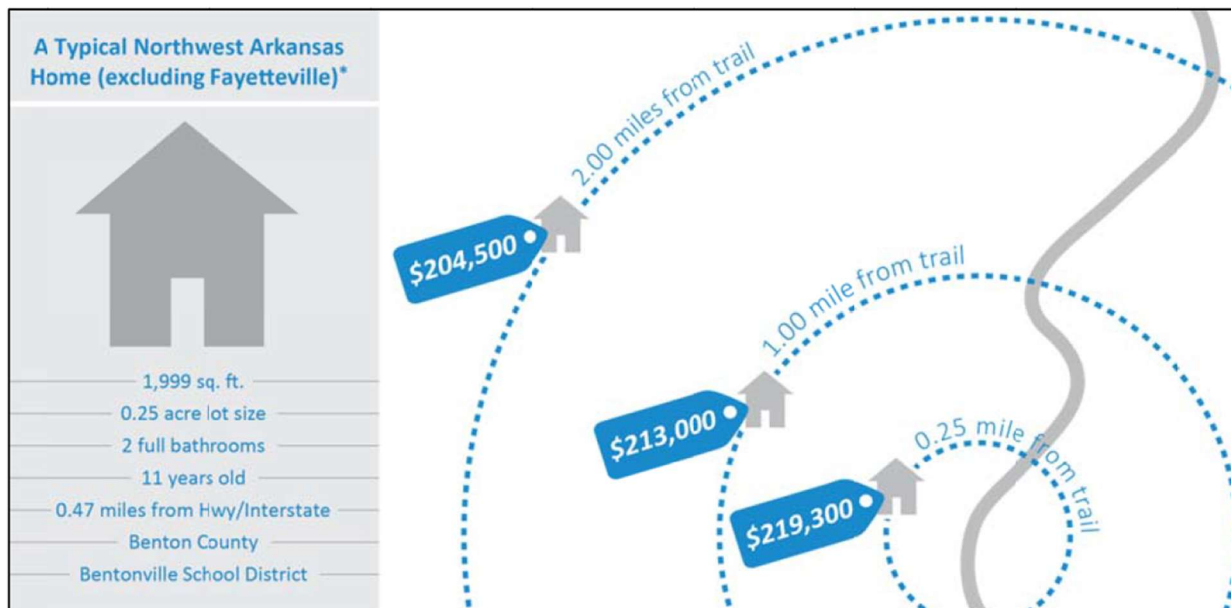 A Typical Northwest Arkansas
Home (excluding Fayetteville)*
1,999 sq. ft.
0.25 acre lot size
2 full bathrooms
11 years old
0.47 miles from Hwy/Interstate
Benton County
Bentonville School District
2.00 miles from trail
$204,500
1.00 mile from trail
$213,000
0.25 mile from trail
$219,300